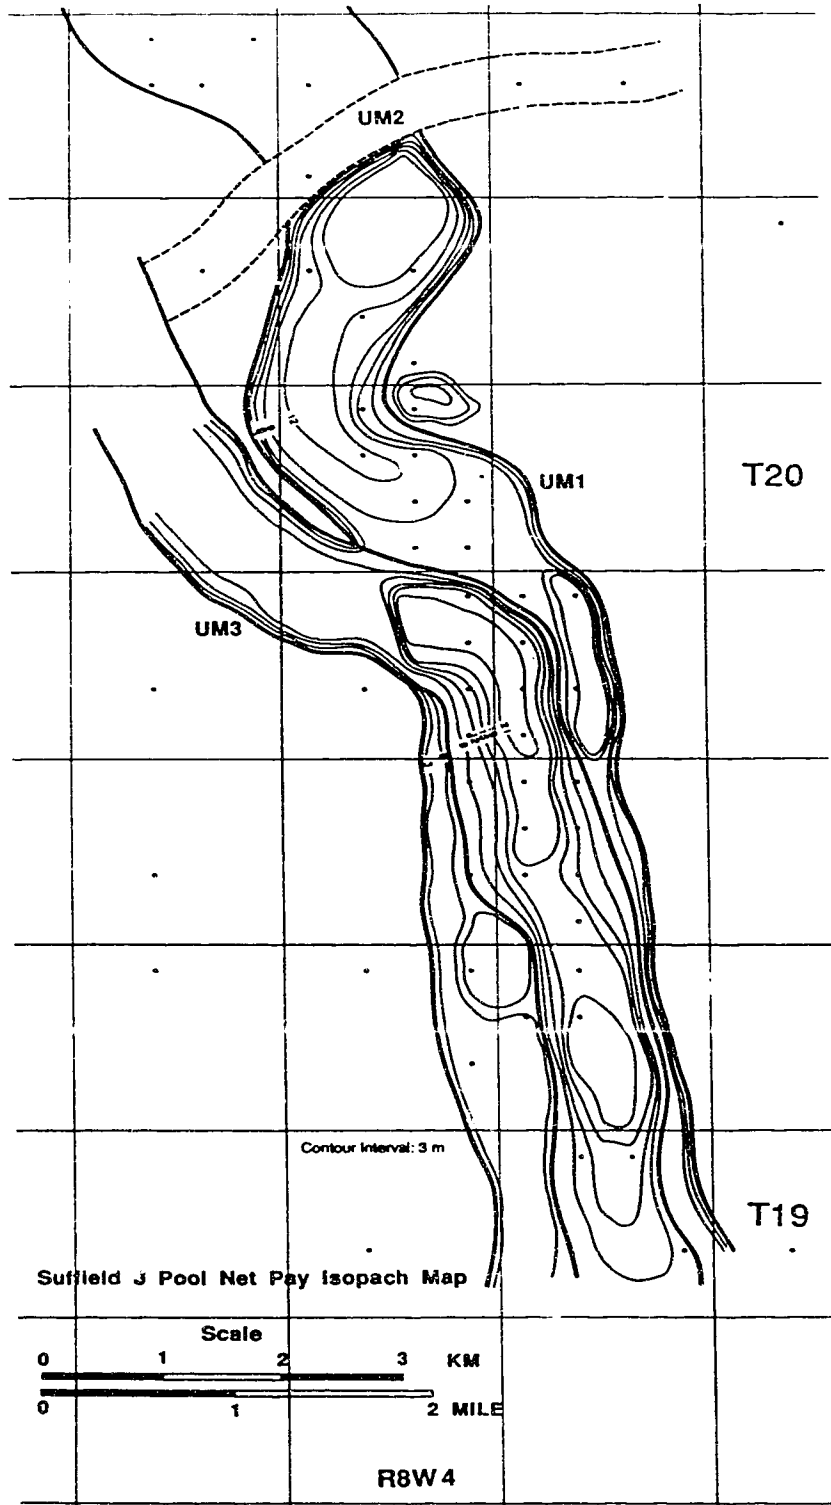 UM2
T20
UM1
UM3
Contour Interval: 3 m
T19
Suffield J Pool Net Pay Isopach Map
Scale
0 1 2 3 KM
0 1 2 MILE
R8W4